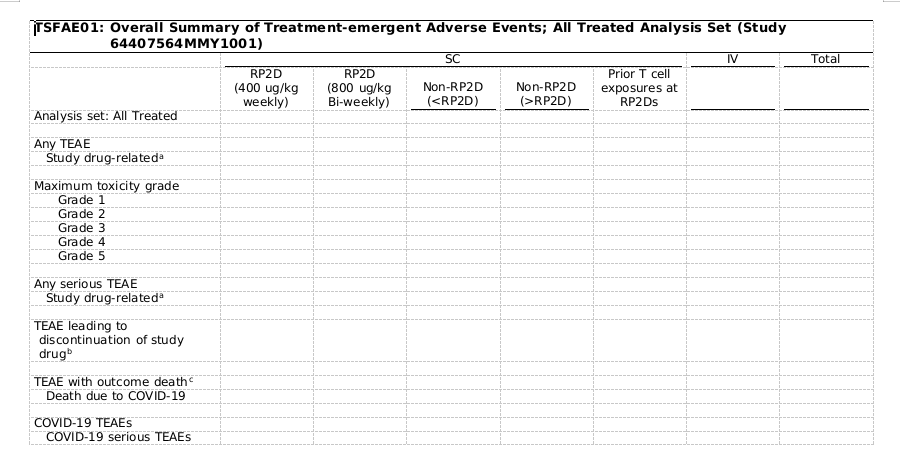 TSFAE01: Overall Summary of Treatment-emergent Adverse Events; All Treated Analysis Set (Study
64407564MMY1001)
SC IV Total
RP2D
(400 ug/kg
weekly)
RP2D
(800 ug/kg
Bi-weekly)
Non-RP2D
(<RP2D)
Non-RP2D
(>RP2D)
Prior T cell
exposures at
RP2Ds
Analysis set: All Treated
Any TEAE
Study drug-relatedᵃ
Maximum toxicity grade
Grade 1
Grade 2
Grade 3
Grade 4
Grade 5
Any serious TEAE
Study drug-relatedᵃ
TEAE leading to
discontinuation of study
drugᵇ
TEAE with outcome deathᶜ
Death due to COVID-19
COVID-19 TEAEs
COVID-19 serious TEAEs